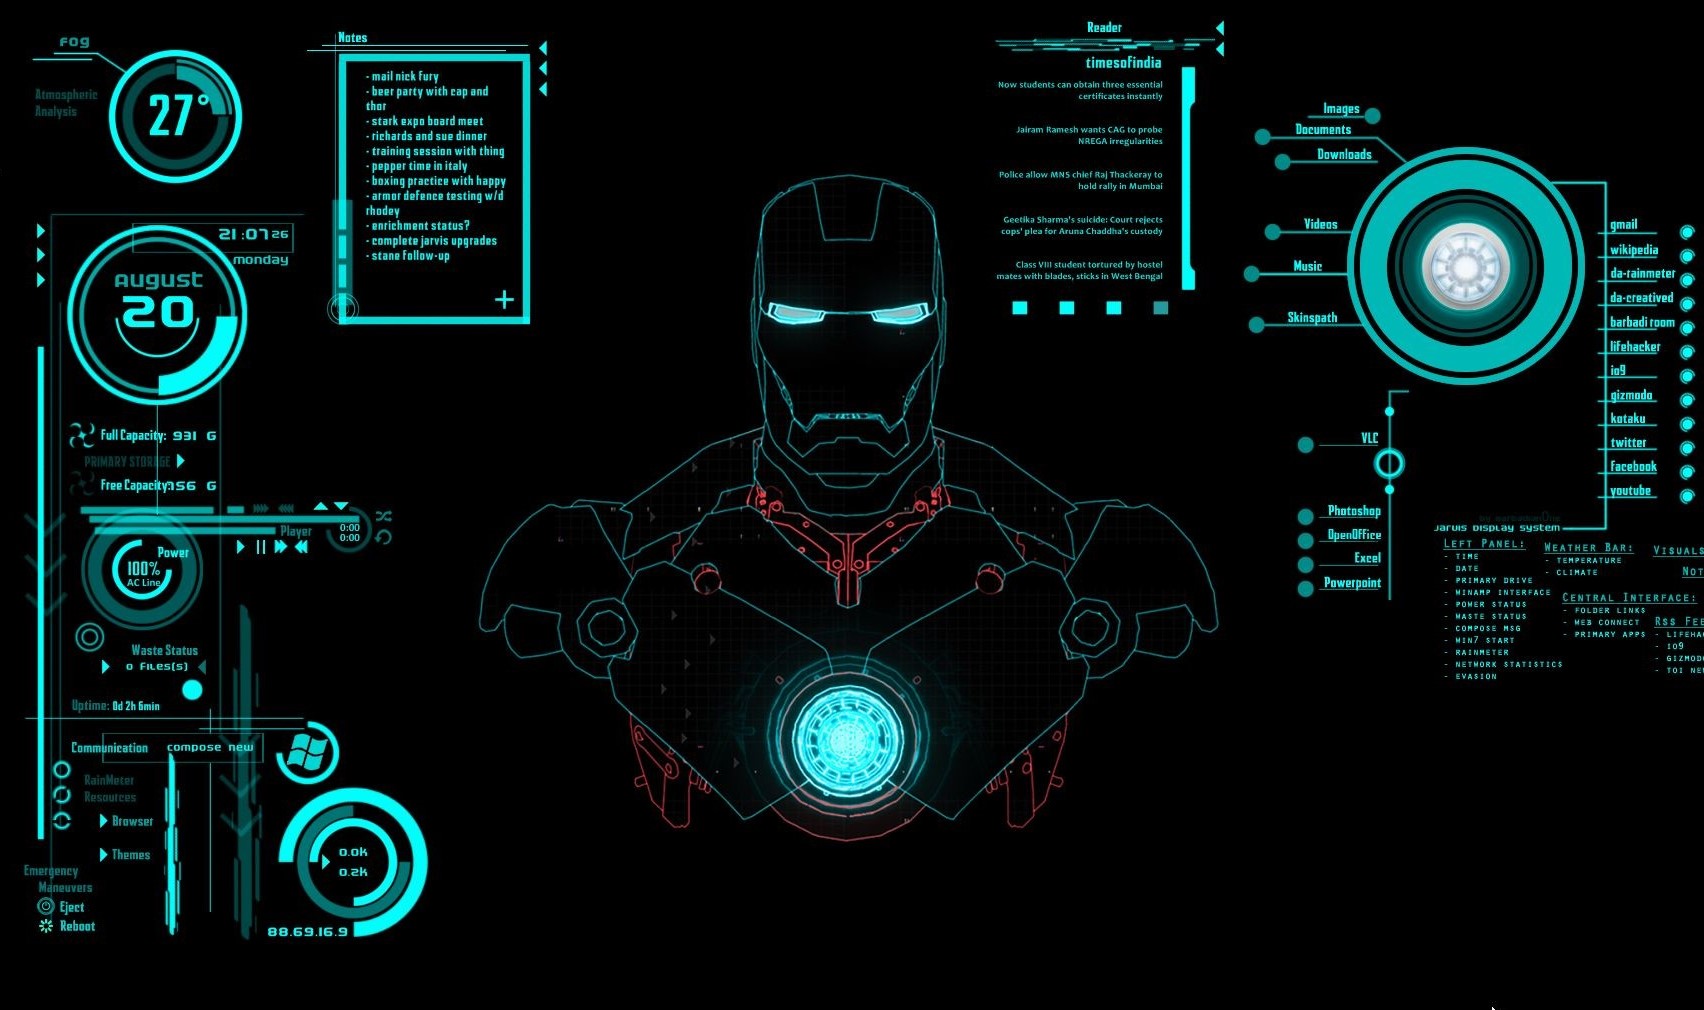 Fog
27°
Atmospheric
Analysis
21:07 26
monday
August
20
Full Capacity: 931 G
PRIMARY STORAGE
Free Capacity: 756 G
Player
0:00
0:00
Power
100%
AC Line
Waste Status
0 Files(s)
Uptime: 0d 2h 6min
Communication
compose new
RainMeter
Resources
Browser
Themes
Emergency
Maneuvers
Eject
Reboot
0.0k
0.2k
88.69.16.9
Notes
- mail nick fury
- beer party with cap and
thor
- stark expo board meet
- richards and sue dinner
- training session with thing
- pepper time in italy
- boxing practice with happy
- armor defence testing w/d
rhodey
- enrichment status?
- complete jarvis upgrades
- stane follow-up
Reader
timesofindia
Now students can obtain three essential
certificates instantly
Jairam Ramesh wants CAG to probe
NREGA irregularities
Police allow MNS chief Raj Thackeray to
hold rally in Mumbai
Geetika Sharma's suicide: Court rejects
cops' plea for Aruna Chaddha's custody
Class VIII student tortured by hostel
mates with blades, sticks in West Bengal
Images
Documents
Downloads
Videos
Music
Skinspath
VLC
Photoshop
OpenOffice
Excel
Powerpoint
gmail
wikipedia
da-rainmeter
da-creatived
barbadi room
lifehacker
io9
gizmodo
kotaku
twitter
facebook
youtube
Jarvis Display System
Left Panel:
- Time
- Date
- Primary Drive
- Winamp Interface
- Power Status
- Waste Status
- Compose Msg
- Win7 Start
- Rainmeter
- Network Statistics
- Evasion
Weather Bar:
- Temperature
- Climate
Central Interface:
- Folder Links
- Web Connect
- Primary Apps
Visuals
Not
Rss Fee
- Lifeha
- io9
- Gizmod
- TOI Ne